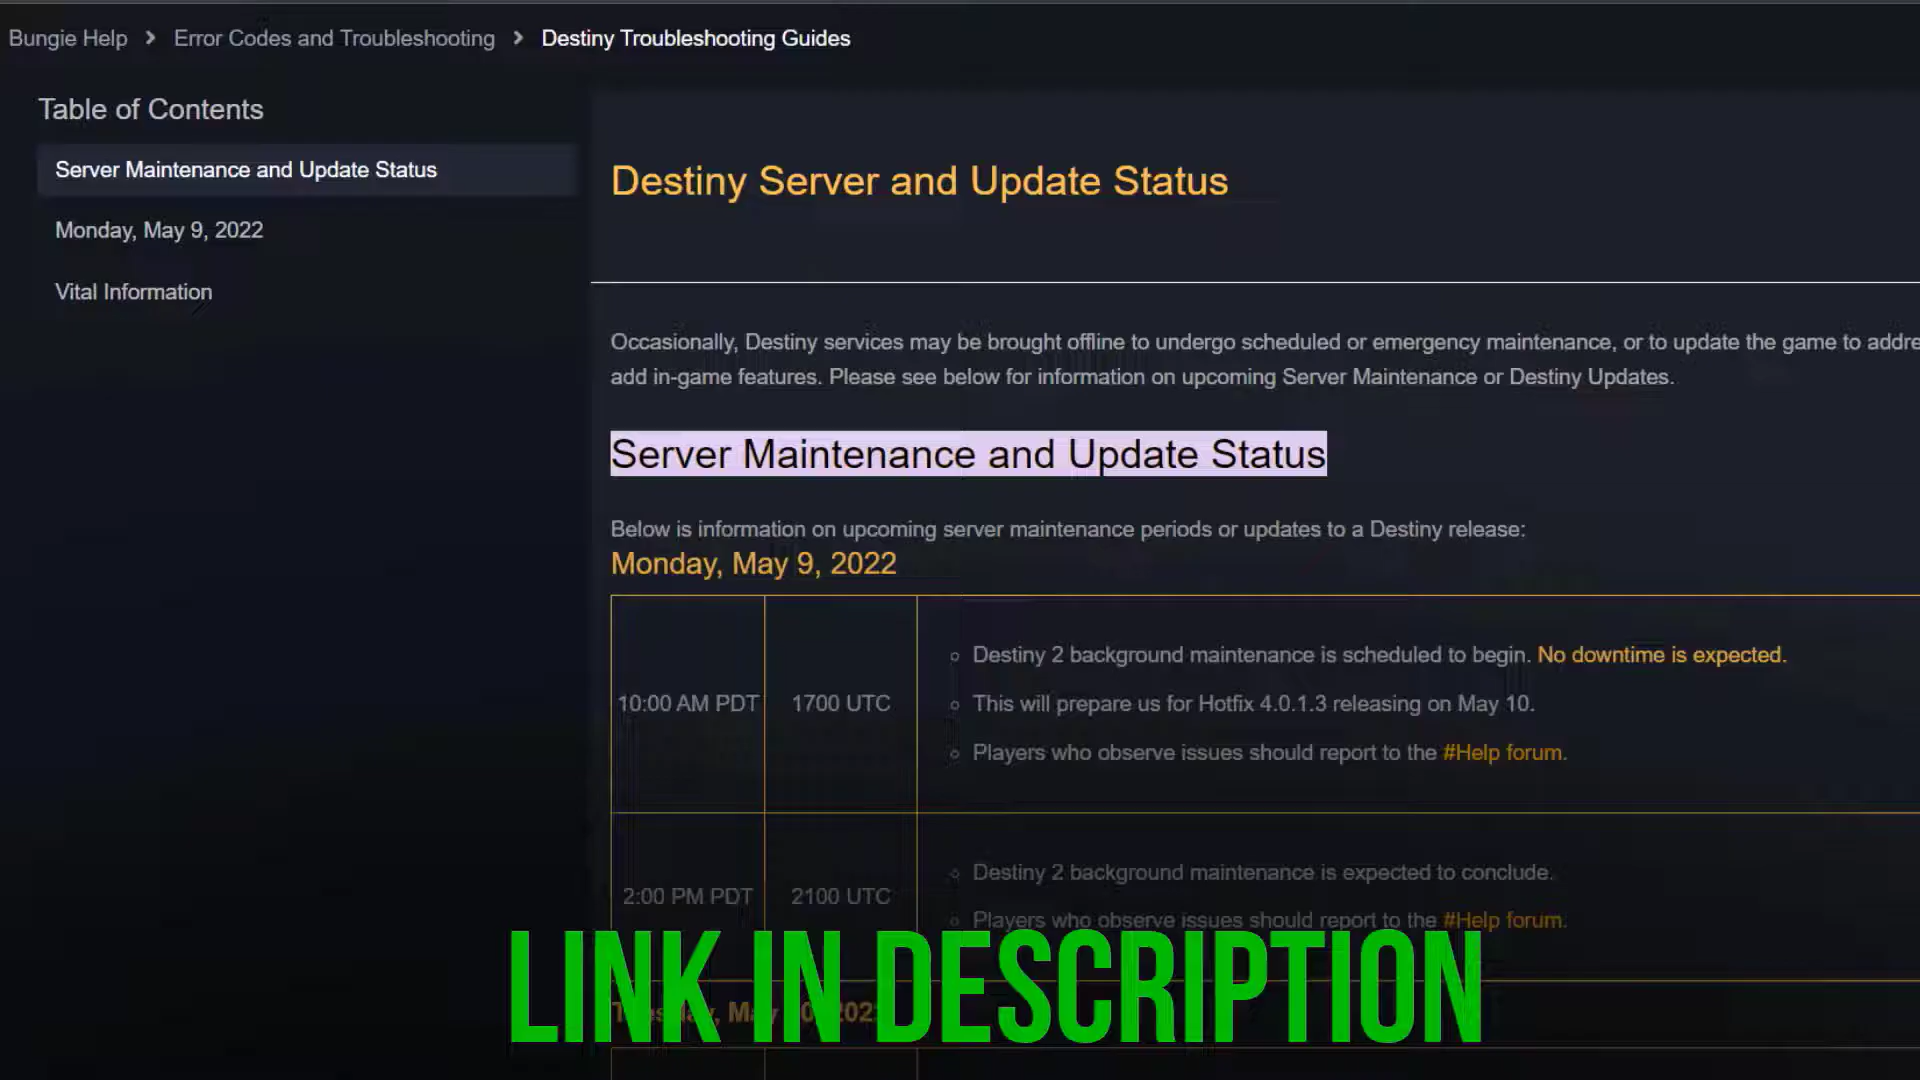 Bungie Help > Error Codes and Troubleshooting > Destiny Troubleshooting Guides
Table of Contents
Server Maintenance and Update Status
Monday, May 9, 2022
Vital Information
Destiny Server and Update Status
Occasionally, Destiny services may be brought offline to undergo scheduled or emergency maintenance, or to update the game to addre
add in-game features. Please see below for information on upcoming Server Maintenance or Destiny Updates.
Server Maintenance and Update Status
Below is information on upcoming server maintenance periods or updates to a Destiny release:
Monday, May 9, 2022
10:00 AM PDT
1700 UTC
Destiny 2 background maintenance is scheduled to begin. No downtime is expected.
This will prepare us for Hotfix 4.0.1.3 releasing on May 10.
Players who observe issues should report to the #Help forum.
2:00 PM PDT
2100 UTC
Destiny 2 background maintenance is expected to conclude.
Players who observe issues should report to the #Help forum.
LINK IN DESCRIPTION